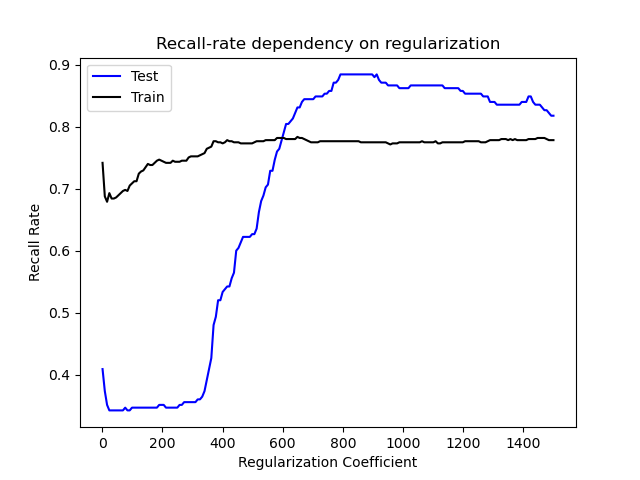 Recall-rate dependency on regularization
Test
Train
Recall Rate
0.9
0.8
0.7
0.6
0.5
0.4
0 200 400 600 800 1000 1200 1400
Regularization Coefficient